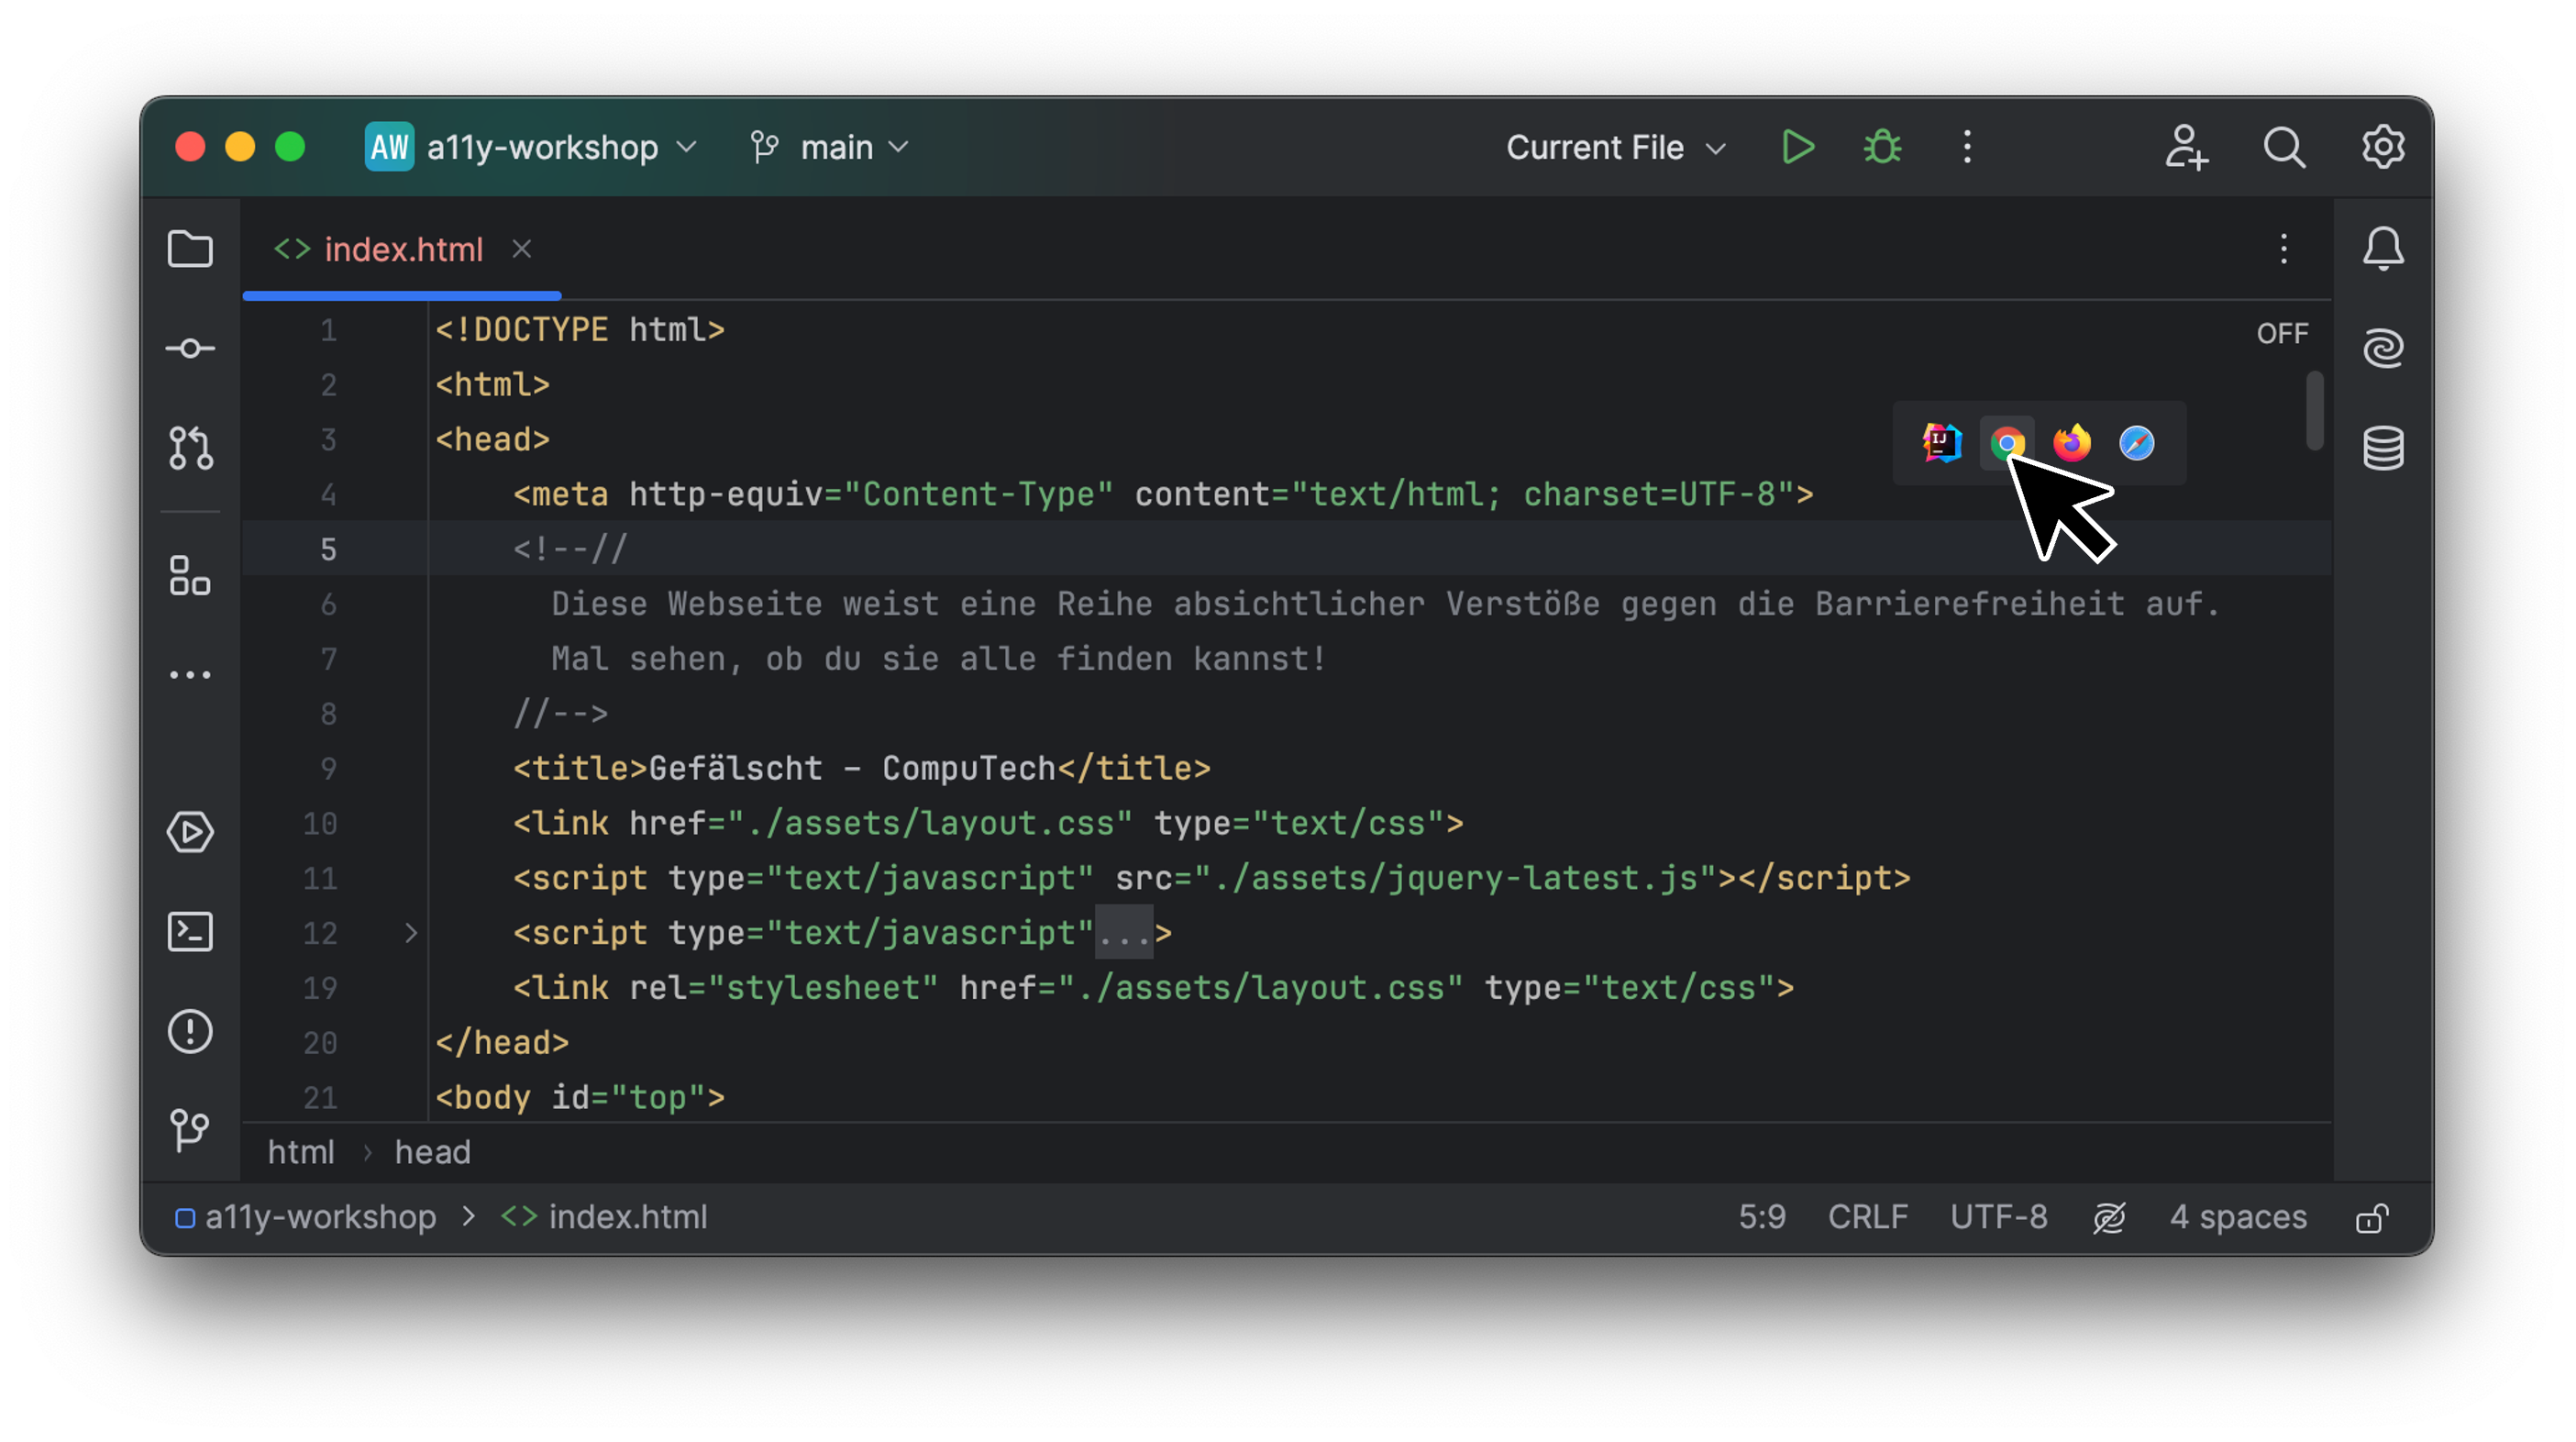 AW a11y-workshop main Current File
index.html
OFF
1 <!DOCTYPE html>
2 <html>
3 <head>
IJ
4 <meta http-equiv="Content-Type" content="text/html; charset=UTF-8">
5 <!--//
6 Diese Webseite weist eine Reihe absichtlicher Verstöße gegen die Barrierefreiheit auf.
7 Mal sehen, ob du sie alle finden kannst!
8 //-->
9 <title>Gefälscht – CompuTech</title>
10 <link href="./assets/layout.css" type="text/css">
11 <script type="text/javascript" src="./assets/jquery-latest.js"></script>
12 <script type="text/javascript"...>
19 <link rel="stylesheet" href="./assets/layout.css" type="text/css">
20 </head>
21 <body id="top">
html › head
a11y-workshop > <> index.html 5:9 CRLF UTF-8 4 spaces